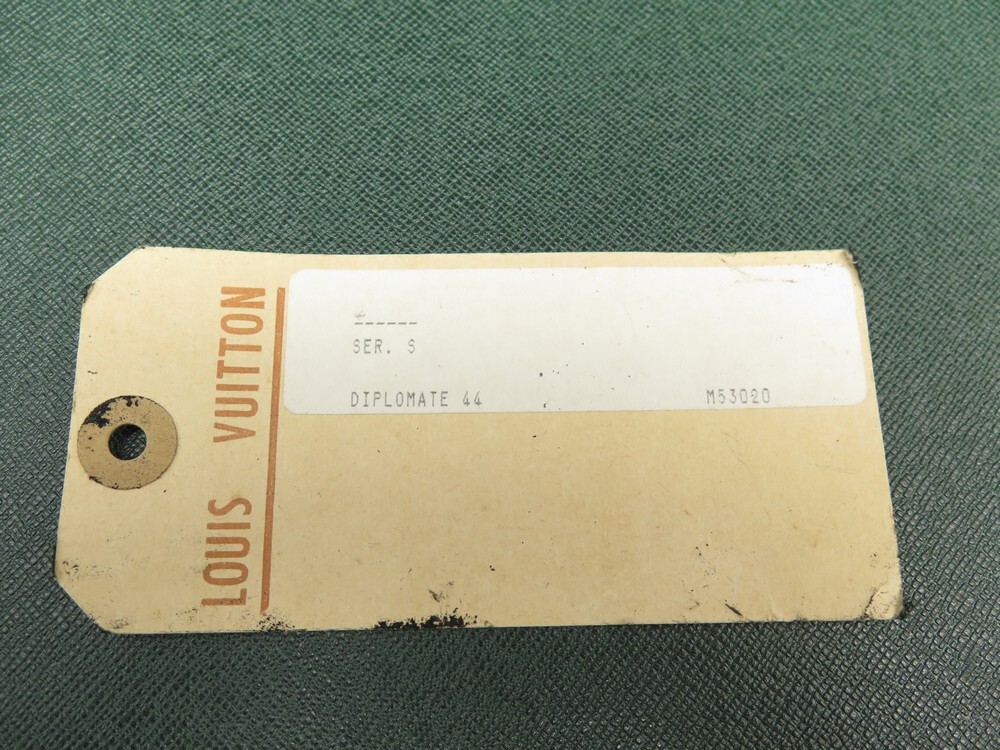 LOUIS VUITTON
------
SER. S
DIPLOMATE 44 M53020